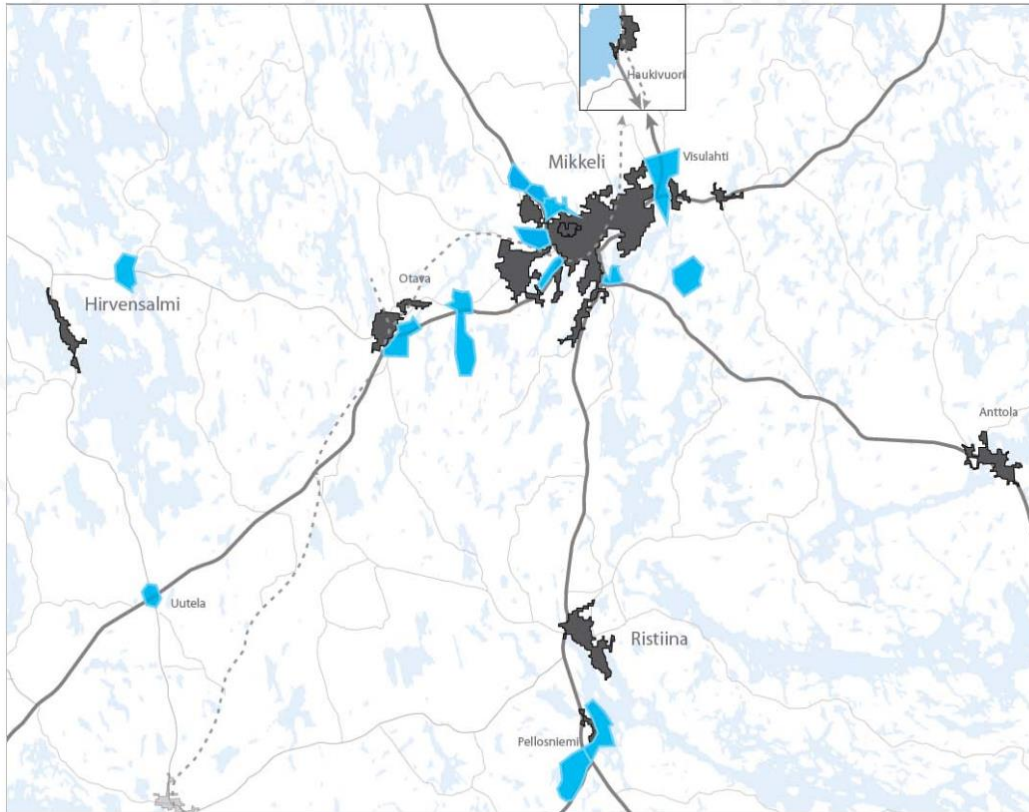 Haukivuori
Mikkeli
Visulahti
Otava
Hirvensalmi
Anttola
Uutela
Ristiina
Pellosniemi